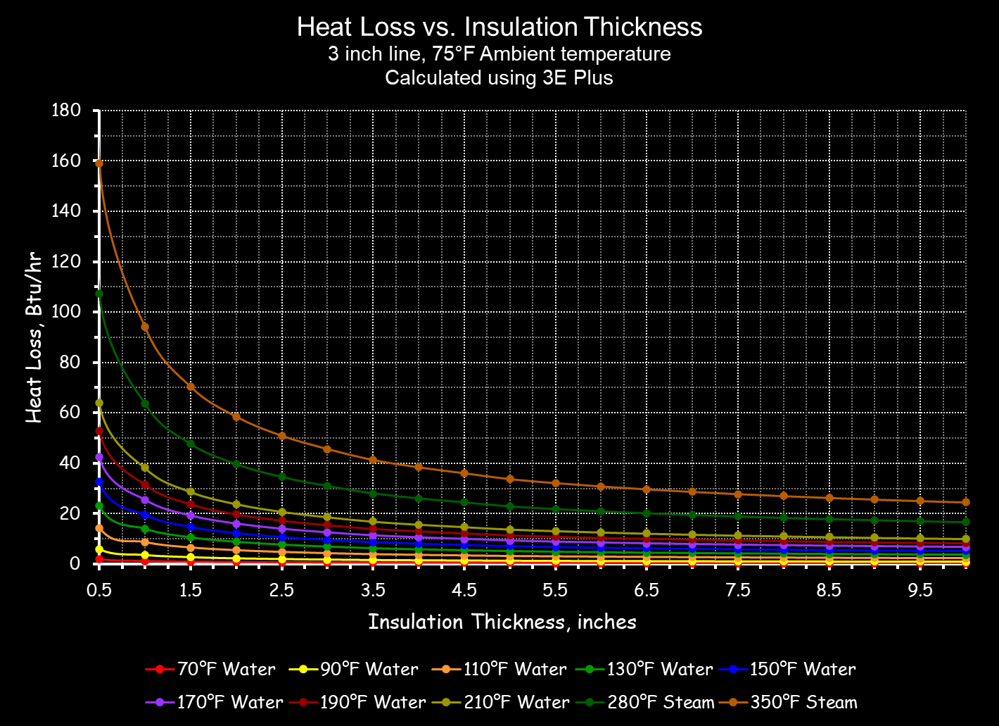 Heat Loss vs. Insulation Thickness
3 inch line, 75°F Ambient temperature
Calculated using 3E Plus
180
160
140
120
100
80
60
40
20
0
Heat Loss, Btu/hr
0.5 1.5 2.5 3.5 4.5 5.5 6.5 7.5 8.5 9.5
Insulation Thickness, inches
70°F Water 90°F Water 110°F Water 130°F Water 150°F Water
170°F Water 190°F Water 210°F Water 280°F Steam 350°F Steam